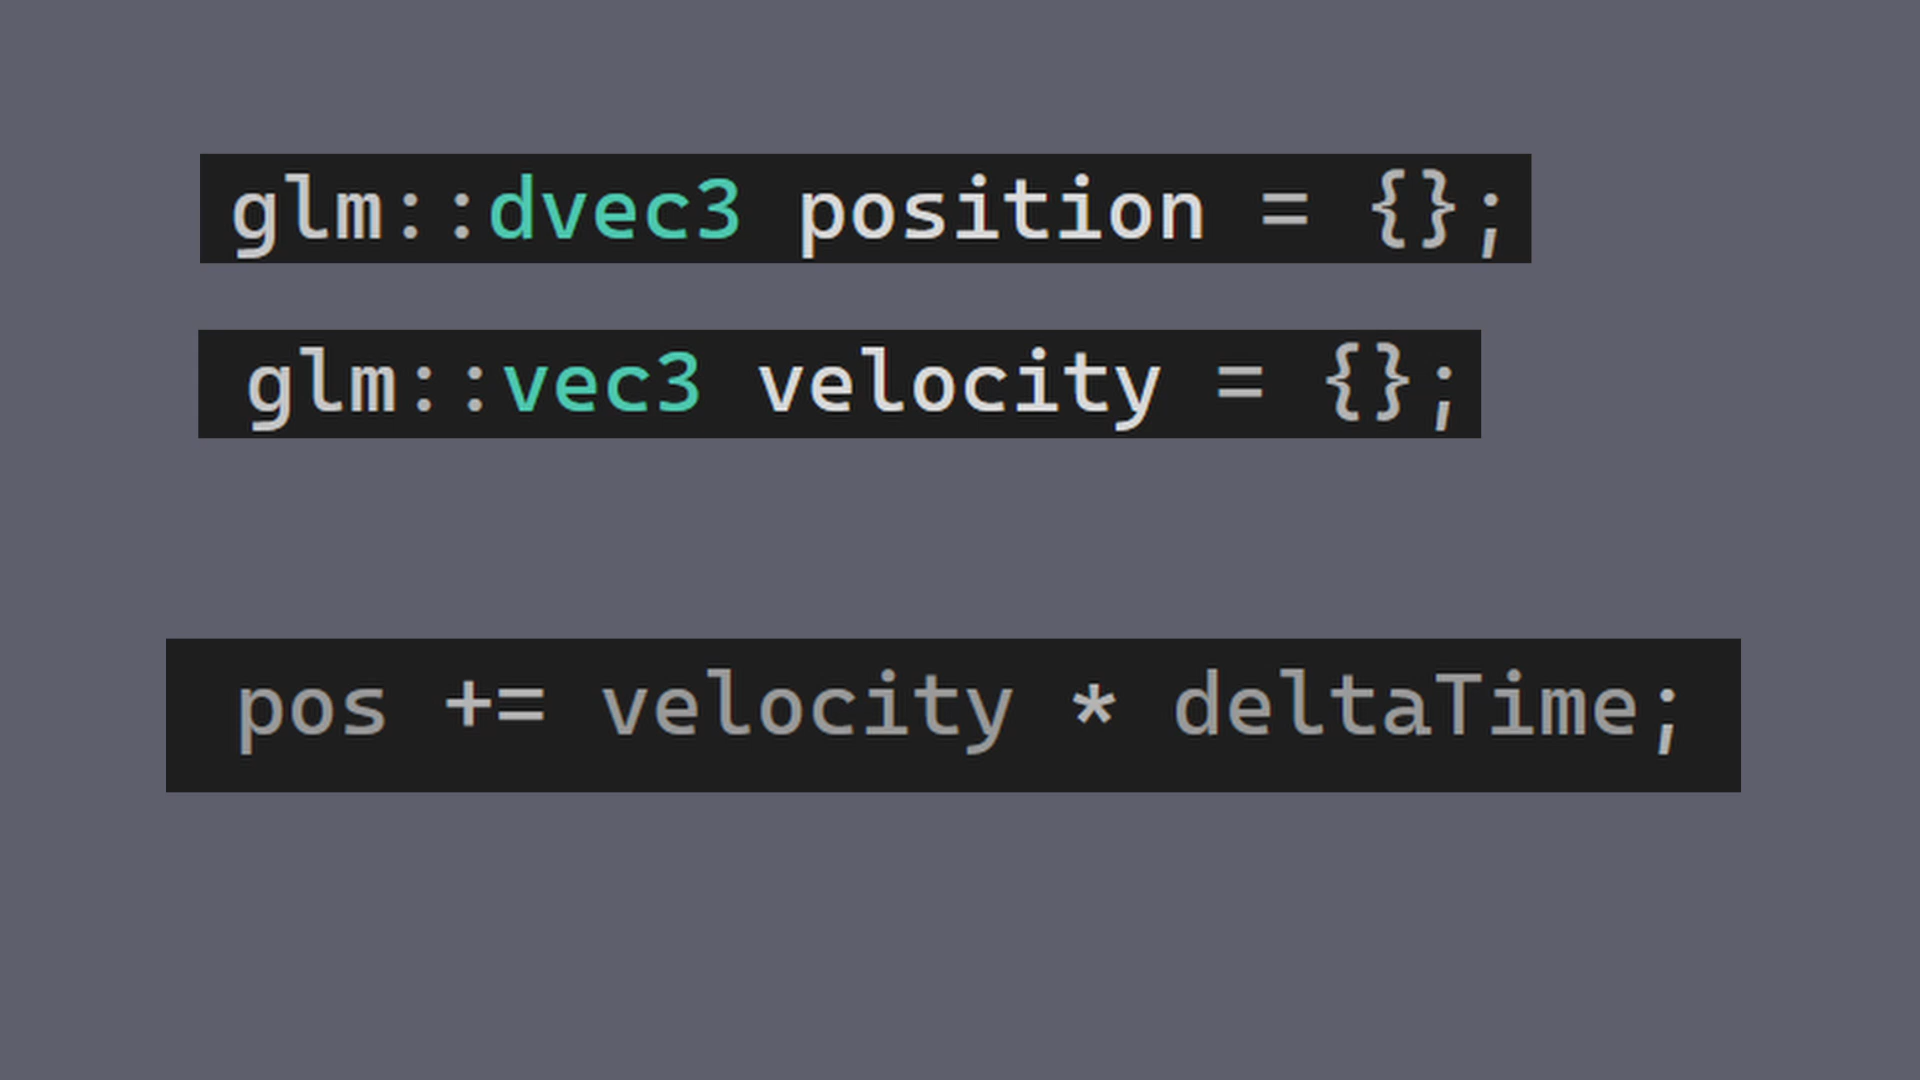 glm::dvec3 position = {};
glm::vec3 velocity = {};
pos += velocity * deltaTime;